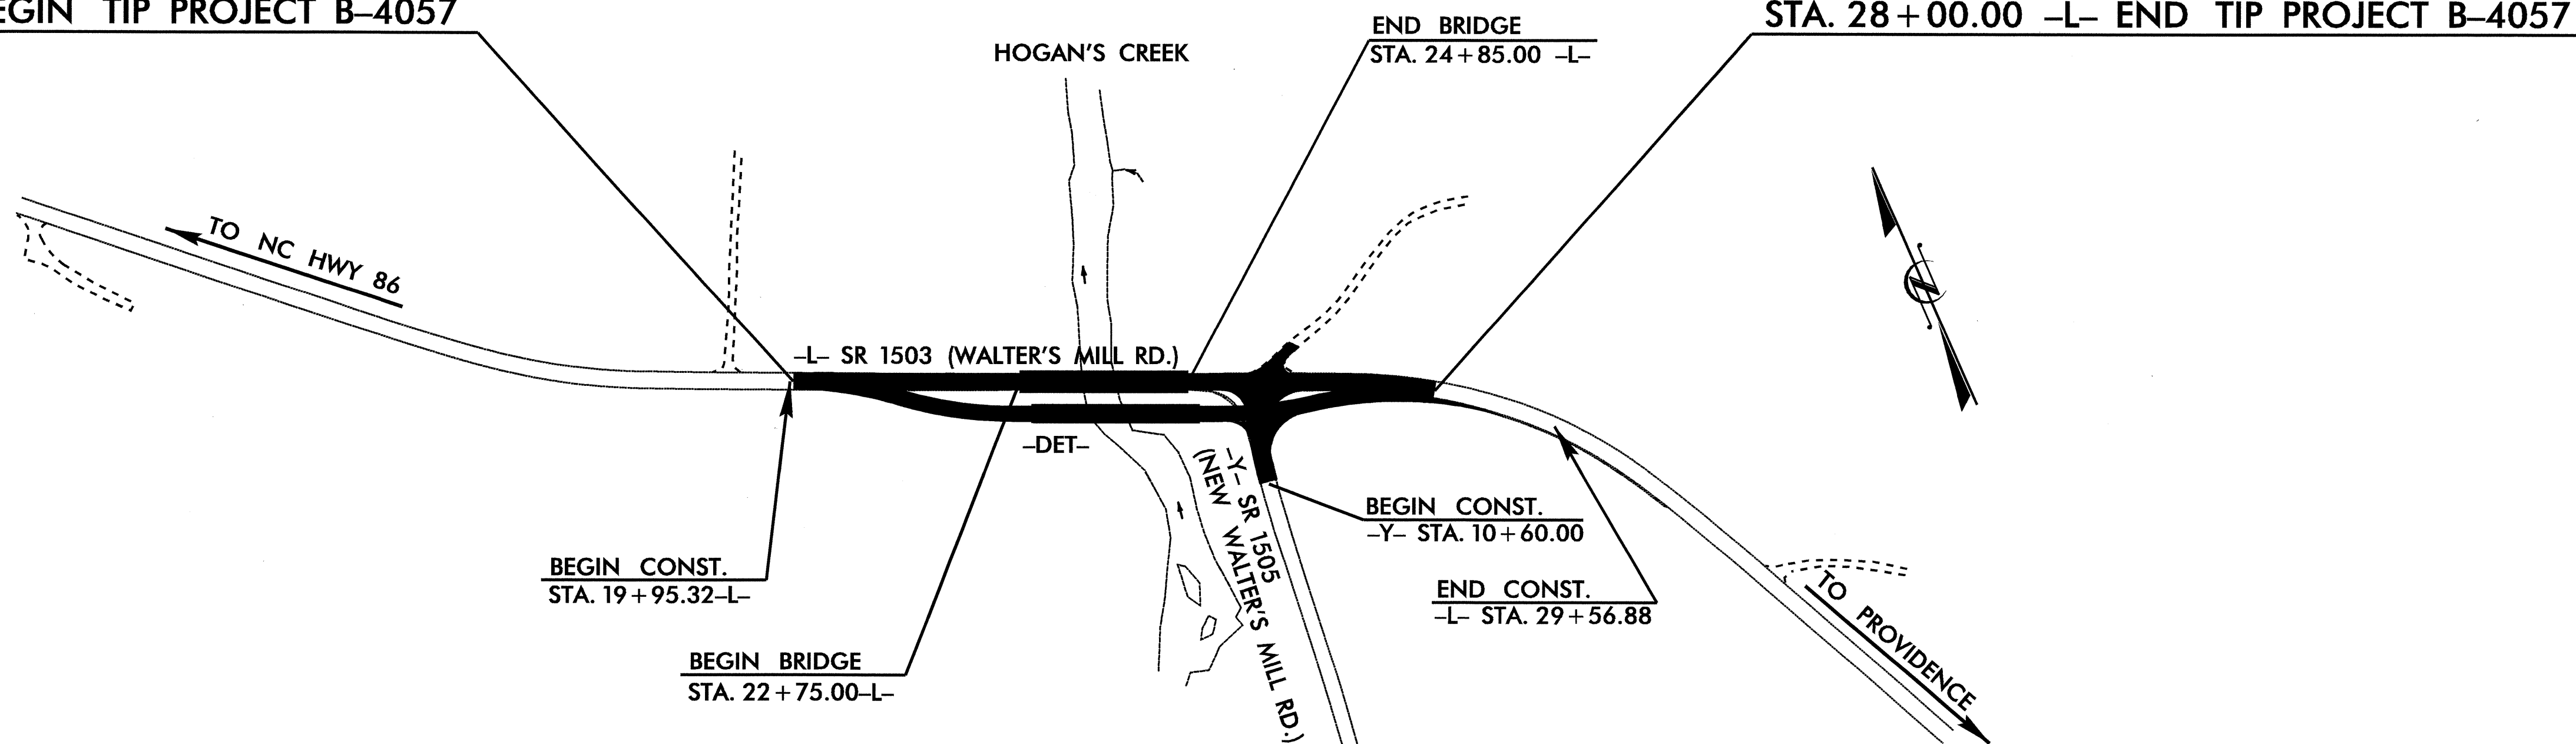 TIP PROJECT B–4057
STA. 28+00.00 –L– END TIP PROJECT B–4057
END BRIDGE
STA. 24+85.00 –L–
HOGAN'S CREEK
TO NC HWY 86
–L– SR 1503 (WALTER'S MILL RD.)
–DET–
–Y– SR 1505
(NEW WALTER'S MILL RD.)
BEGIN CONST.
–Y– STA. 10+60.00
BEGIN CONST.
STA. 19+95.32–L–
END CONST.
–L– STA. 29+56.88
BEGIN BRIDGE
STA. 22+75.00–L–
TO PROVIDENCE
N